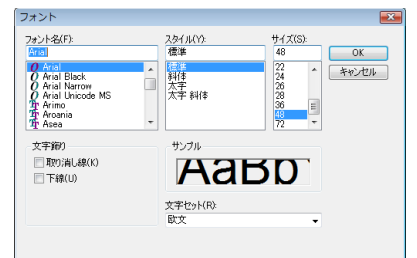 フォント
フォント名(F):
Arial
Arial
Arial Black
Arial Narrow
Arial Unicode MS
Arimo
Aroania
Asea
スタイル(Y):
標準
標準
斜体
太字
太字 斜体
サイズ(S):
48
22
24
26
28
36
48
72
OK
キャンセル
文字飾り
取り消し線(K)
下線(U)
サンプル
AaBb
文字セット(R):
欧文